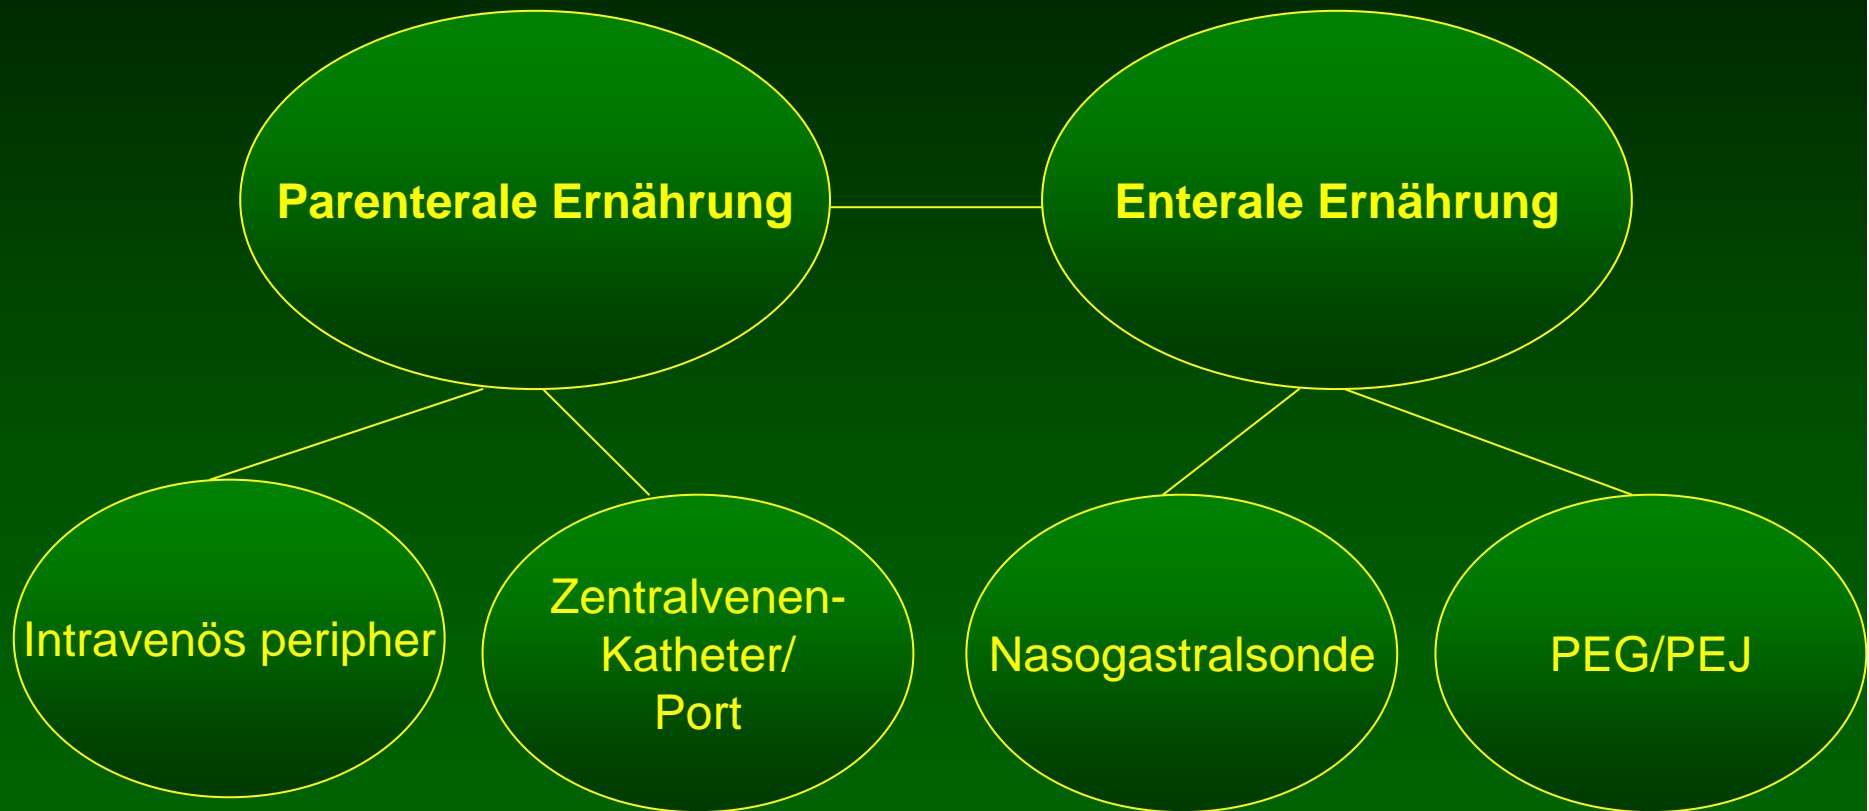 Parenterale Ernährung
Enterale Ernährung
Intravenös peripher
Zentralvenen-
Katheter/
Port
Nasogastralsonde
PEG/PEJ